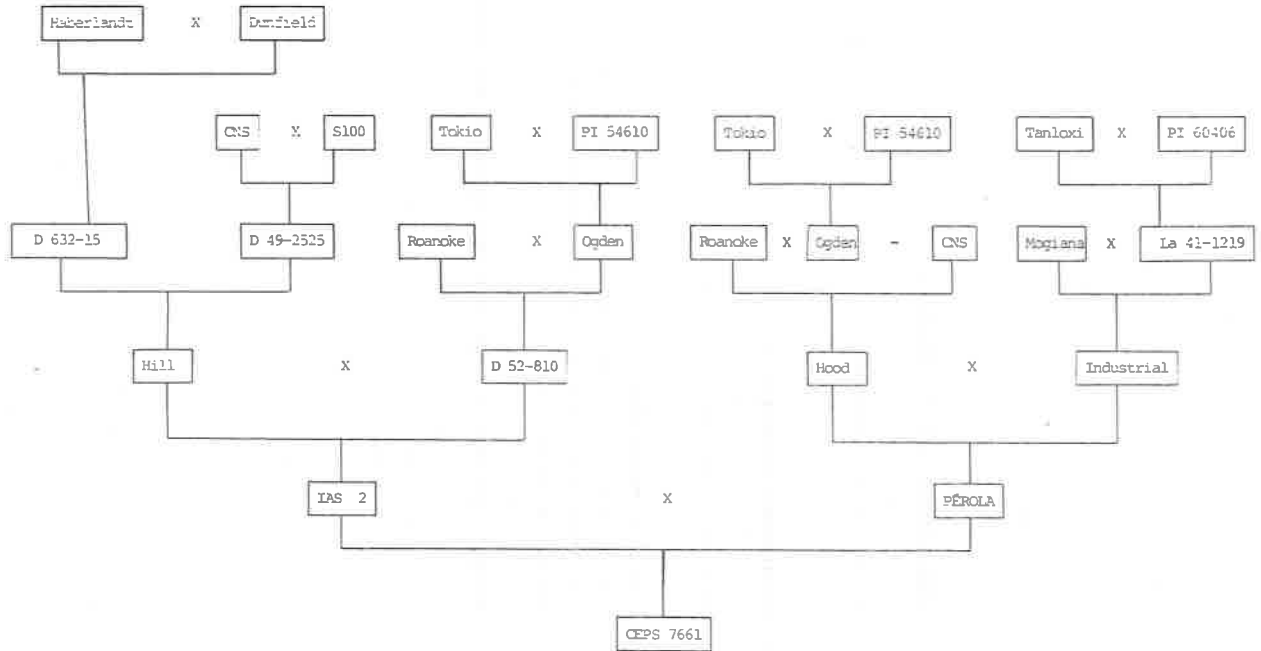 Haberlandt X Dunfield
CNS X S100 Tokio X PI 54610 Tokio X PI 54610 Tanloxi X PI 60406
D 632-15 D 49-2525 Roanoke X Ogden Roanoke X Ogden - CNS Mogiana X La 41-1219
Hill X D 52-810 Hood X Industrial
IAS 2 X PÉROLA
CEPS 7661